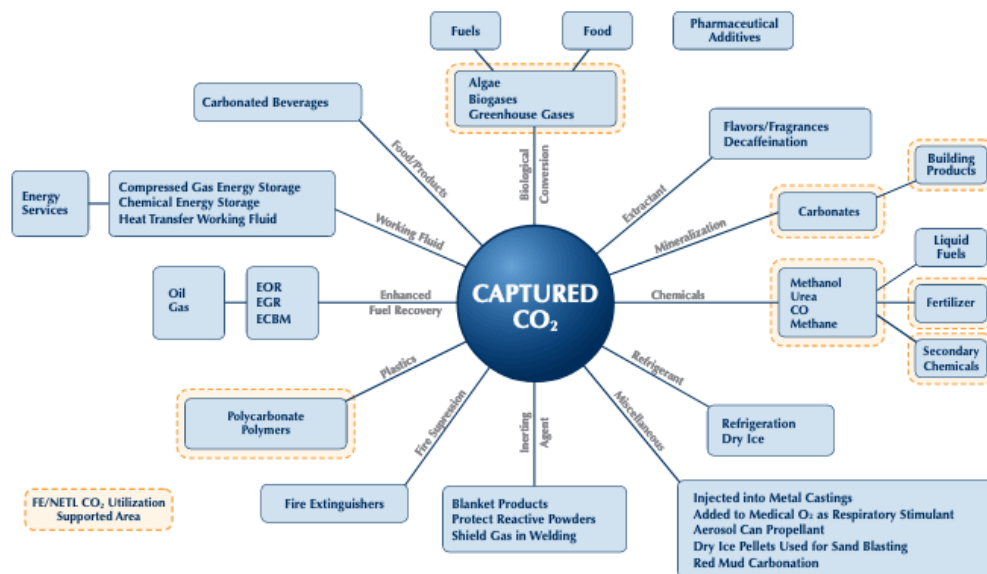 Fuels
Food
Pharmaceutical
Additives
Algae
Biogases
Greenhouse Gases
Carbonated Beverages
Flavors/Fragrances
Decaffeination
Building
Products
Energy
Services
Compressed Gas Energy Storage
Chemical Energy Storage
Heat Transfer Working Fluid
Carbonates
Food/Products
Biological
Conversion
Extractant
Working Fluid
Mineralization
Liquid
Fuels
Oil
Gas
EOR
EGR
ECBM
Enhanced
Fuel Recovery
CAPTURED
CO₂
Chemicals
Methanol
Urea
CO
Methane
Fertilizer
Secondary
Chemicals
Plastics
Refrigerant
Polycarbonate
Polymers
Fire Supression
Inerting
Agent
Miscellaneous
Refrigeration
Dry Ice
FE/NETL CO₂ Utilization
Supported Area
Fire Extinguishers
Blanket Products
Protect Reactive Powders
Shield Gas in Welding
Injected into Metal Castings
Added to Medical O₂ as Respiratory Stimulant
Aerosol Can Propellant
Dry Ice Pellets Used for Sand Blasting
Red Mud Carbonation